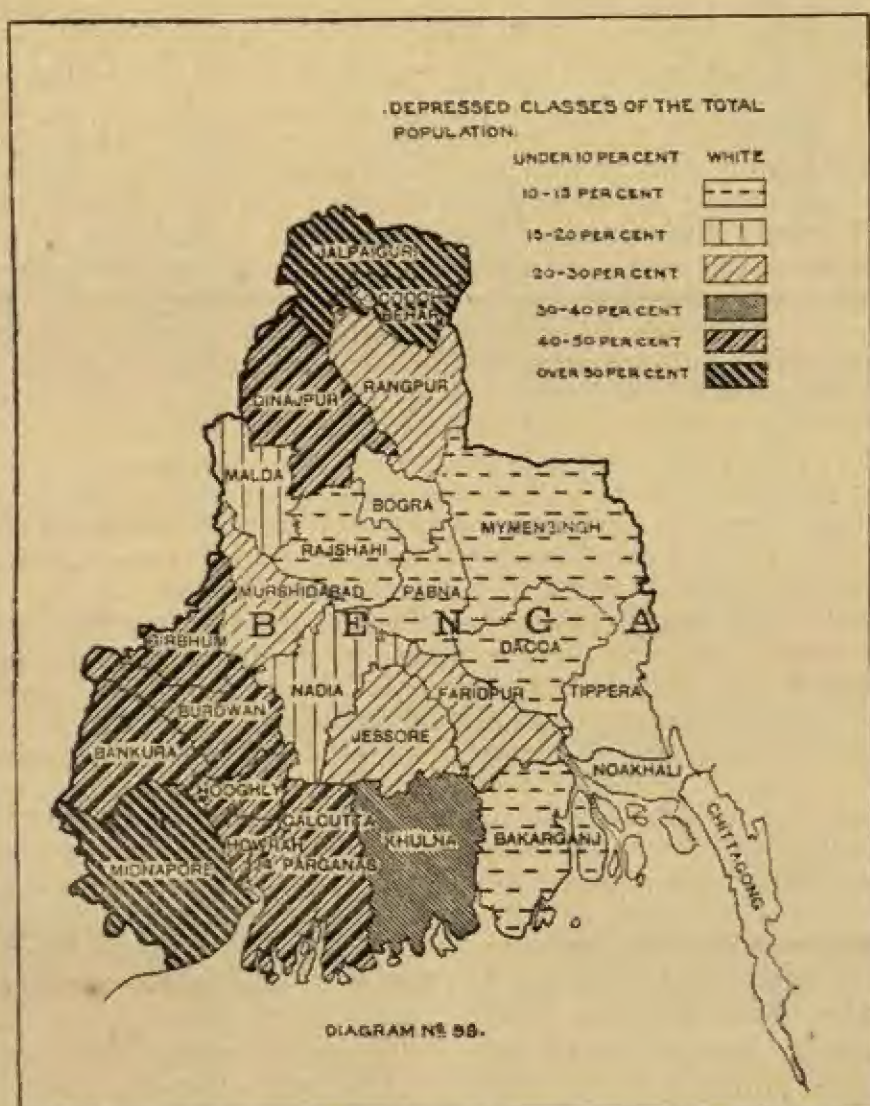 .DEPRESSED CLASSES OF THE TOTAL
POPULATION.
UNDER 10 PER CENT WHITE
10-15 PER CENT
15-20 PER CENT
20-30 PER CENT
30-40 PER CENT
40-50 PER CENT
OVER 50 PER CENT
JALPAIGURI
COOCH
BEHAR
RANGPUR
DINAJPUR
MALDA
BOGRA
MYMENSINGH
RAJSHAHI
MURSHIDABAD
PABNA
B E N G A
BIRBHUM
DACCA
NADIA
FARIDPUR
TIPPERA
BURDWAN
JESSORE
BANKURA
NOAKHALI
HOOGHLY
CALCUTTA
HOWRAH
KHULNA
BAKARGANJ
CHITTAGONG
MIDNAPORE
24 PARGANAS
DIAGRAM Nº 98.